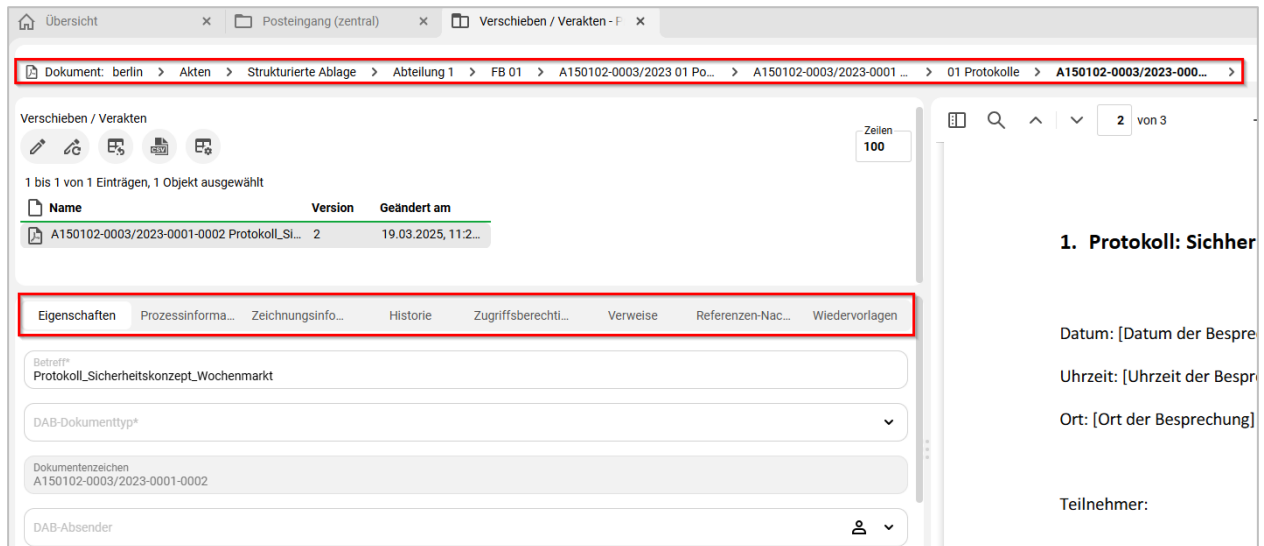 Übersicht Posteingang (zentral) Verschieben / Verakten - P
Dokument: berlin > Akten > Strukturierte Ablage > Abteilung 1 > FB 01 > A150102-0003/2023 01 Po... > A150102-0003/2023-0001 ... > 01 Protokolle > A150102-0003/2023-000... >
Verschieben / Verakten
Zeilen
100
CSV
1 bis 1 von 1 Einträgen, 1 Objekt ausgewählt
Name Version Geändert am
A150102-0003/2023-0001-0002 Protokoll_Si... 2 19.03.2025, 11:2...
Eigenschaften Prozessinforma... Zeichnungsinfo... Historie Zugriffsberechti... Verweise Referenzen-Nac... Wiedervorlagen
Betreff*
Protokoll_Sicherheitskonzept_Wochenmarkt
DAB-Dokumenttyp*
Dokumentenzeichen
A150102-0003/2023-0001-0002
DAB-Absender
2 von 3
1. Protokoll: Sichher
Datum: [Datum der Bespre
Uhrzeit: [Uhrzeit der Bespr
Ort: [Ort der Besprechung]
Teilnehmer: